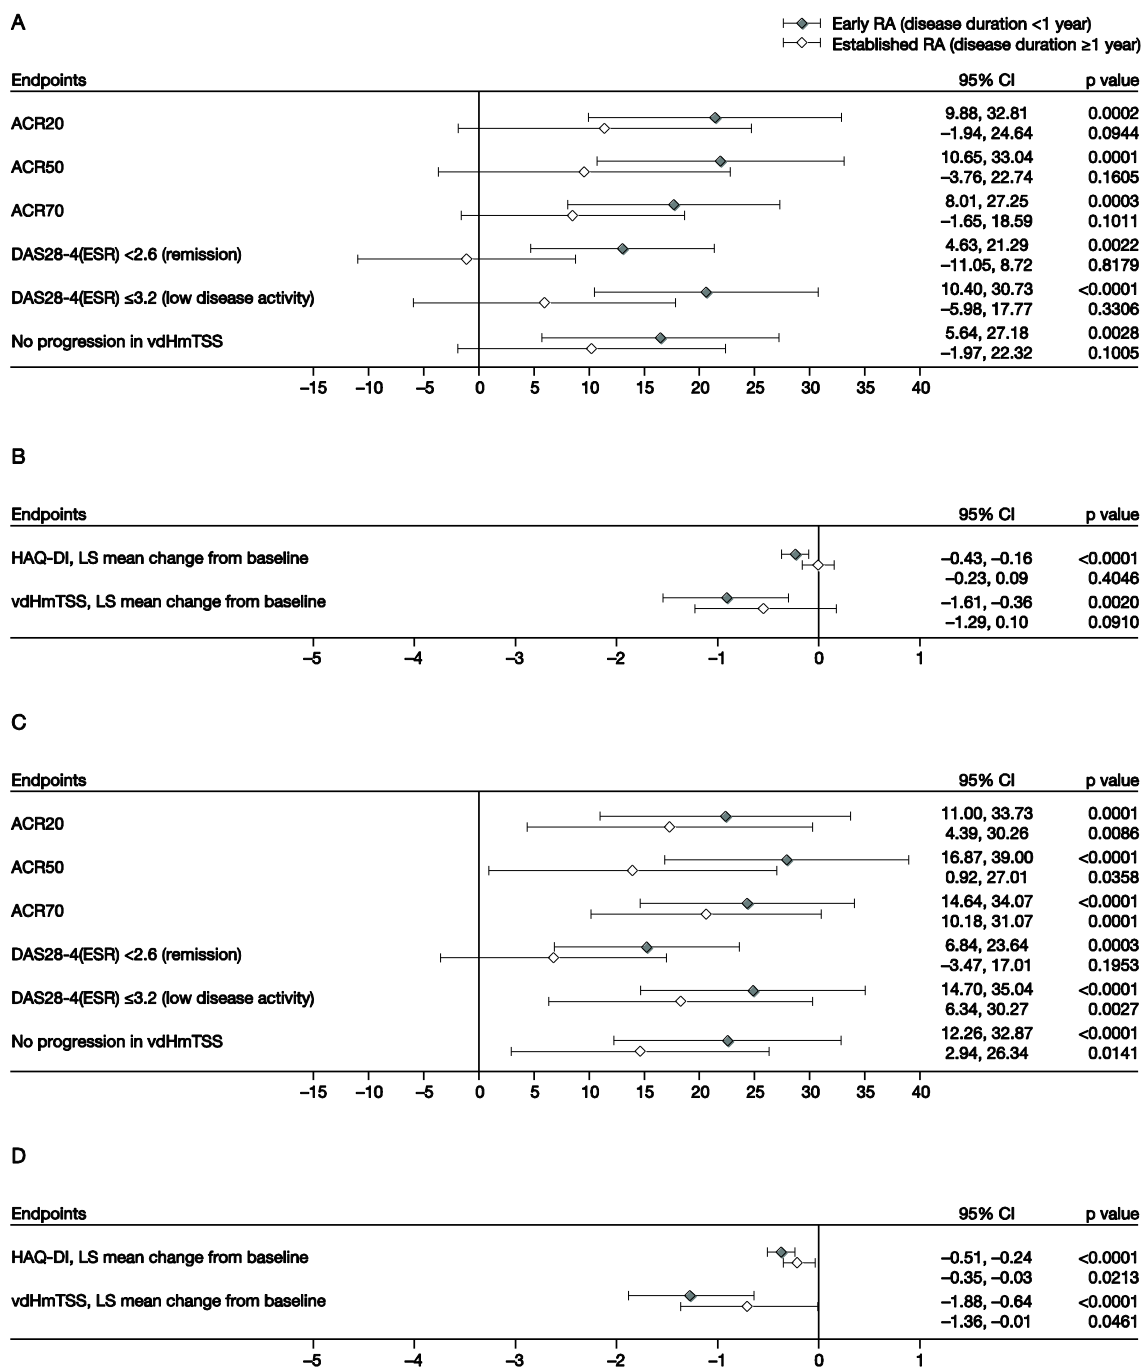 A
Early RA (disease duration <1 year)
Established RA (disease duration ≥1 year)
Endpoints 95% CI p value
ACR20 9.88, 32.81 0.0002
–1.94, 24.64 0.0944
ACR50 10.65, 33.04 0.0001
–3.76, 22.74 0.1605
ACR70 8.01, 27.25 0.0003
–1.65, 18.59 0.1011
DAS28-4(ESR) <2.6 (remission) 4.63, 21.29 0.0022
–11.05, 8.72 0.8179
DAS28-4(ESR) ≤3.2 (low disease activity) 10.40, 30.73 <0.0001
–5.98, 17.77 0.3306
No progression in vdHmTSS 5.64, 27.18 0.0028
–1.97, 22.32 0.1005
–15 –10 –5 0 5 10 15 20 25 30 35 40
B
Endpoints 95% CI p value
HAQ-DI, LS mean change from baseline –0.43, –0.16 <0.0001
–0.23, 0.09 0.4046
vdHmTSS, LS mean change from baseline –1.61, –0.36 0.0020
–1.29, 0.10 0.0910
–5 –4 –3 –2 –1 0 1
C
Endpoints 95% CI p value
ACR20 11.00, 33.73 0.0001
4.39, 30.26 0.0086
ACR50 16.87, 39.00 <0.0001
0.92, 27.01 0.0358
ACR70 14.64, 34.07 <0.0001
10.18, 31.07 0.0001
DAS28-4(ESR) <2.6 (remission) 6.84, 23.64 0.0003
–3.47, 17.01 0.1953
DAS28-4(ESR) ≤3.2 (low disease activity) 14.70, 35.04 <0.0001
6.34, 30.27 0.0027
No progression in vdHmTSS 12.26, 32.87 <0.0001
2.94, 26.34 0.0141
–15 –10 –5 0 5 10 15 20 25 30 35 40
D
Endpoints 95% CI p value
HAQ-DI, LS mean change from baseline –0.51, –0.24 <0.0001
–0.35, –0.03 0.0213
vdHmTSS, LS mean change from baseline –1.88, –0.64 <0.0001
–1.36, –0.01 0.0461
–5 –4 –3 –2 –1 0 1